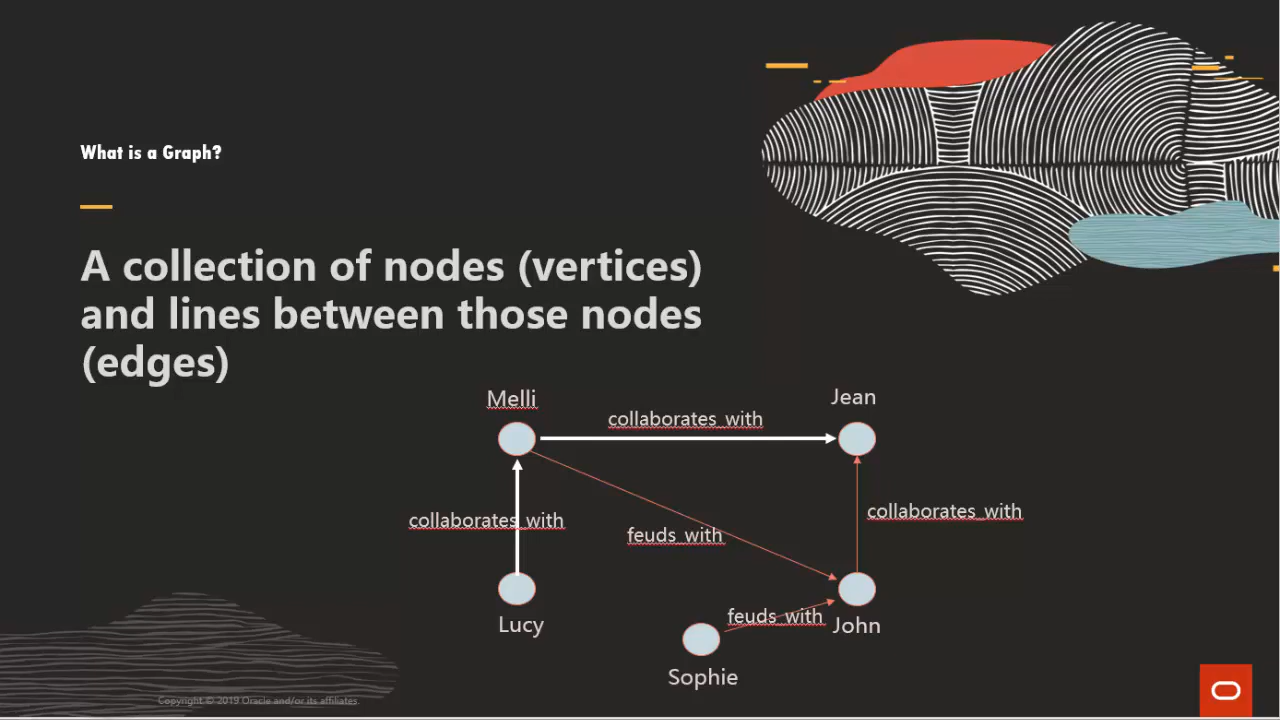 What is a Graph?
A collection of nodes (vertices)
and lines between those nodes
(edges)
Melli
Jean
collaborates_with
collaborates_with
collaborates_with
feuds_with
feuds_with
Lucy
John
Sophie
Copyright © 2019 Oracle and/or its affiliates.